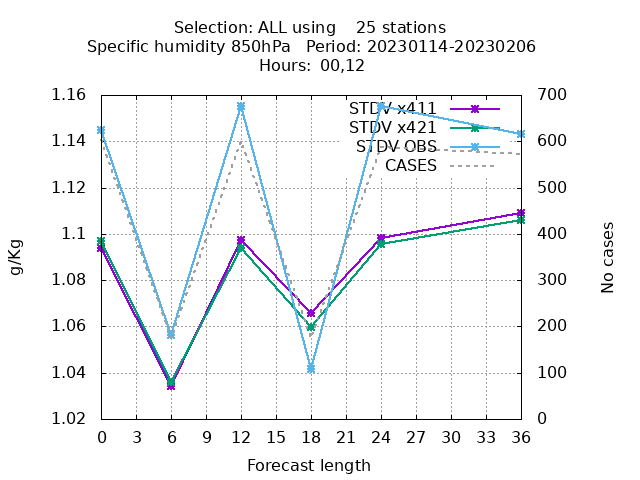 Selection: ALL using    25 stations
Specific humidity 850hPa   Period: 20230114-20230206
Hours:  00,12
STDV x411
STDV x421
STDV OBS
CASES
1.16
1.14
1.12
1.1
1.08
1.06
1.04
1.02
700
600
500
400
300
200
100
0
g/Kg
No cases
0 3 6 9 12 15 18 21 24 27 30 33 36
Forecast length